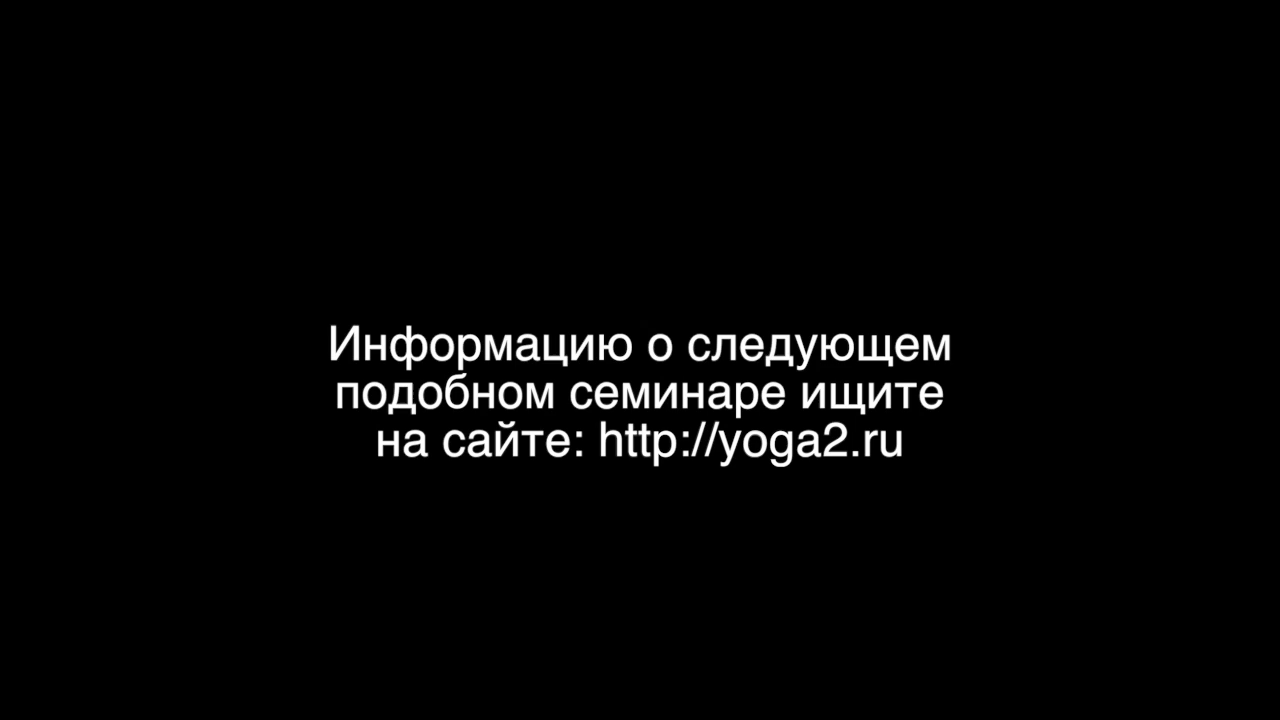 Информацию о следующем
подобном семинаре ищите
на сайте: http://yoga2.ru